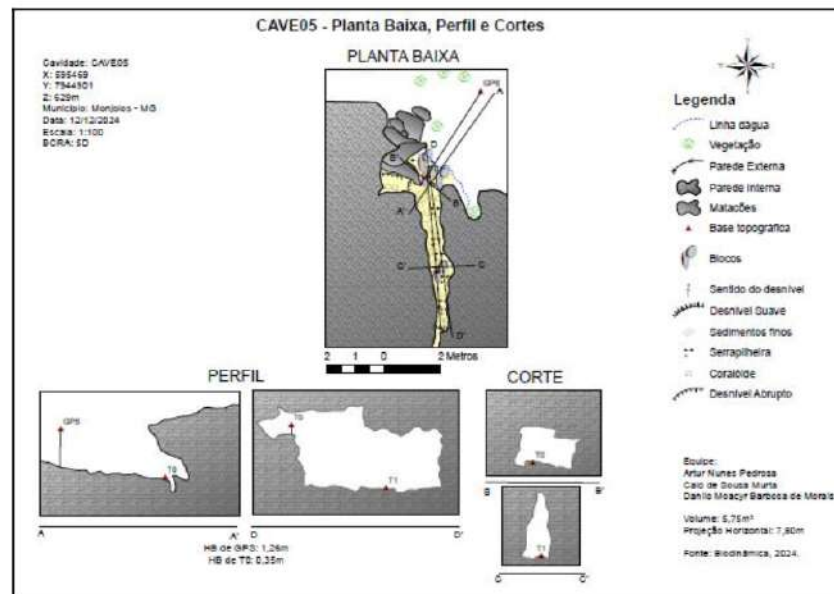 CAVE05 - Planta Baixa, Perfil e Cortes
Cavidade: CAVE05
X: 595469
Y: 7944901
Z: 629m
Município: Monjolos - MG
Data: 12/12/2024
Escala: 1:100
BCRA: 5D
PLANTA BAIXA
GPS
A
D
B
A'
B'
C'
C
D'
2 1 0 2 Metros
Legenda
Linha dágua
Vegetação
Parede Externa
Parede Interna
Matacões
Base topográfica
Blocos
Sentido do desnível
Desnível Suave
Sedimentos finos
Serrapilheira
Coralóide
Desnível Abrupto
PERFIL
GPS
T0
A A'
HB de GPS: 1,26m
HB de T0: 0,35m
T0
T1
D D'
CORTE
T0
B B'
T1
C C'
Equipe:
Artur Nunes Pedrosa
Caio de Sousa Murta
Danilo Moacyr Barbosa de Morais
Volume: 5,75m³
Projeção Horizontal: 7,80m
Fonte: Biodinâmica, 2024.